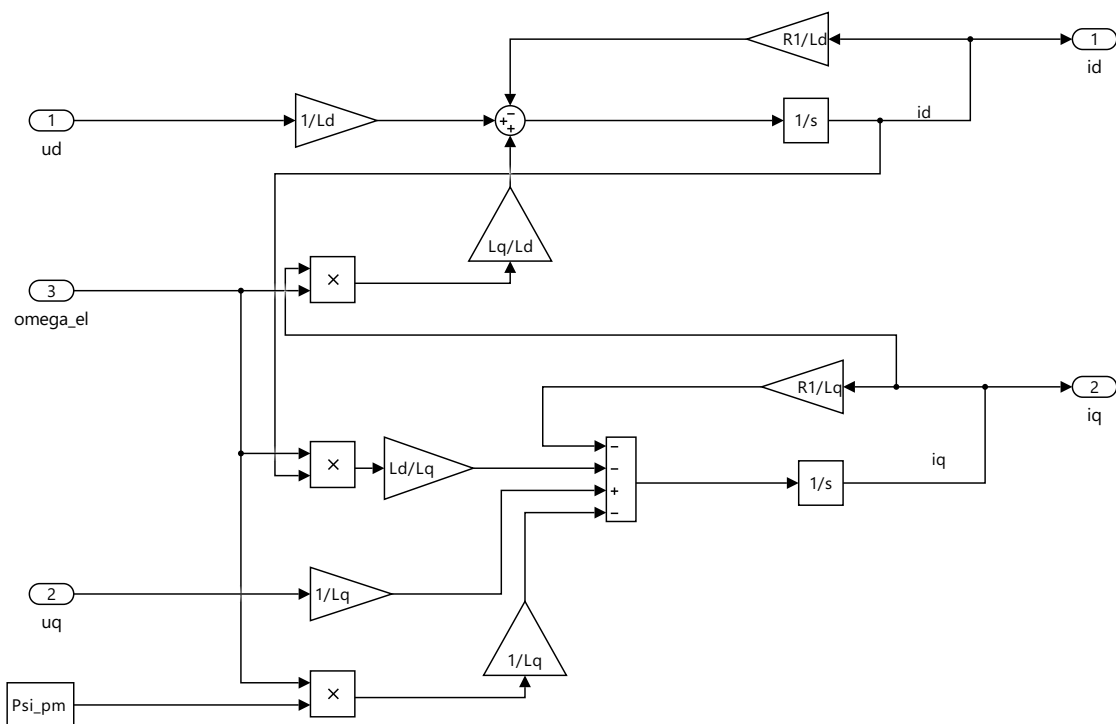 R1/Ld
1
id
1
ud
1/Ld
−
+
+
1/s
id
Lq/Ld
3
omega_el
×
R1/Lq
2
iq
×
Ld/Lq
−
−
+
−
1/s
iq
2
uq
1/Lq
1/Lq
Psi_pm
×